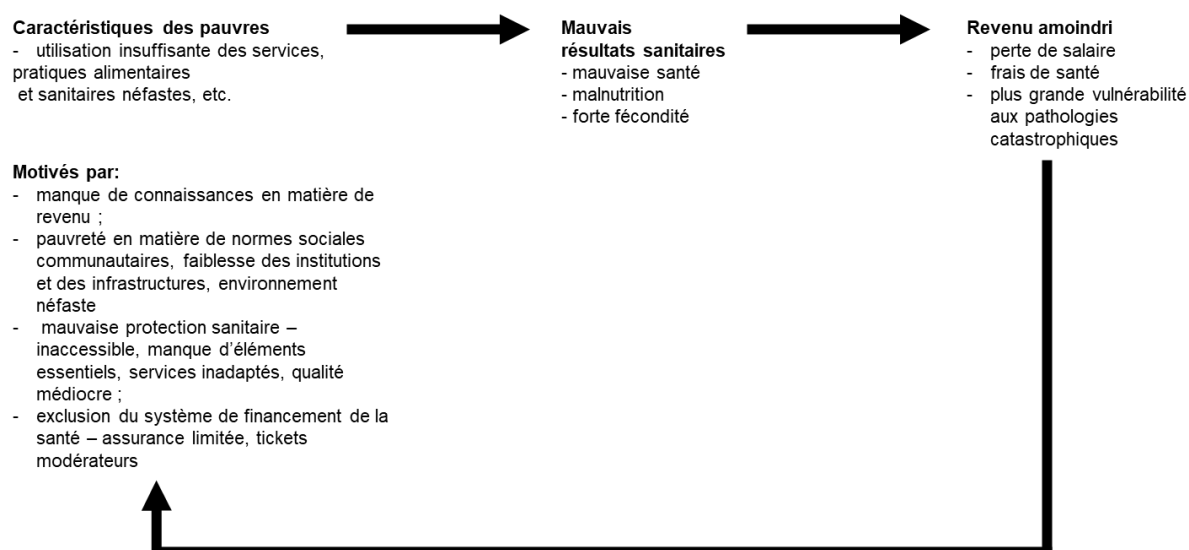 Caractéristiques des pauvres
- utilisation insuffisante des services,
pratiques alimentaires
et sanitaires néfastes, etc.
Motivés par:
- manque de connaissances en matière de
revenu ;
- pauvreté en matière de normes sociales
communautaires, faiblesse des institutions
et des infrastructures, environnement
néfaste
- mauvaise protection sanitaire –
inaccessible, manque d’éléments
essentiels, services inadaptés, qualité
médiocre ;
- exclusion du système de financement de la
santé – assurance limitée, tickets
modérateurs
Mauvais
résultats sanitaires
- mauvaise santé
- malnutrition
- forte fécondité
Revenu amoindri
- perte de salaire
- frais de santé
- plus grande vulnérabilité
aux pathologies
catastrophiques